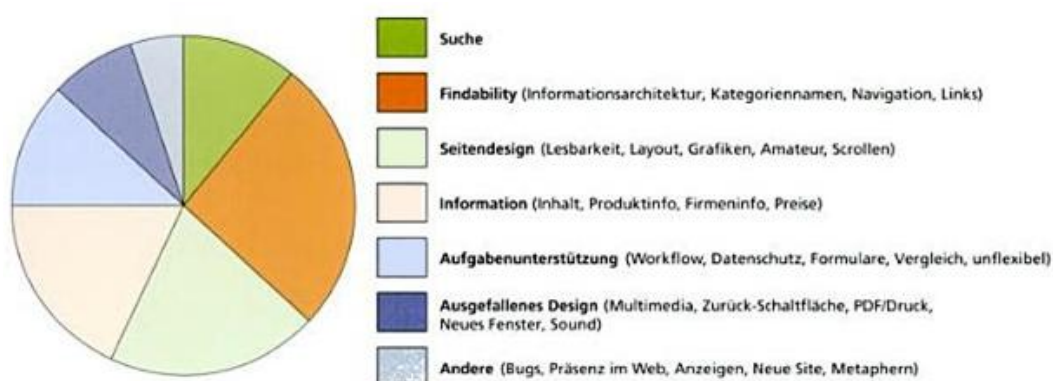 Suche
Findability (Informationsarchitektur, Kategoriennamen, Navigation, Links)
Seitendesign (Lesbarkeit, Layout, Grafiken, Amateur, Scrollen)
Information (Inhalt, Produktinfo, Firmeninfo, Preise)
Aufgabenunterstützung (Workflow, Datenschutz, Formulare, Vergleich, unflexibel)
Ausgefallenes Design (Multimedia, Zurück-Schaltfläche, PDF/Druck,
Neues Fenster, Sound)
Andere (Bugs, Präsenz im Web, Anzeigen, Neue Site, Metaphern)